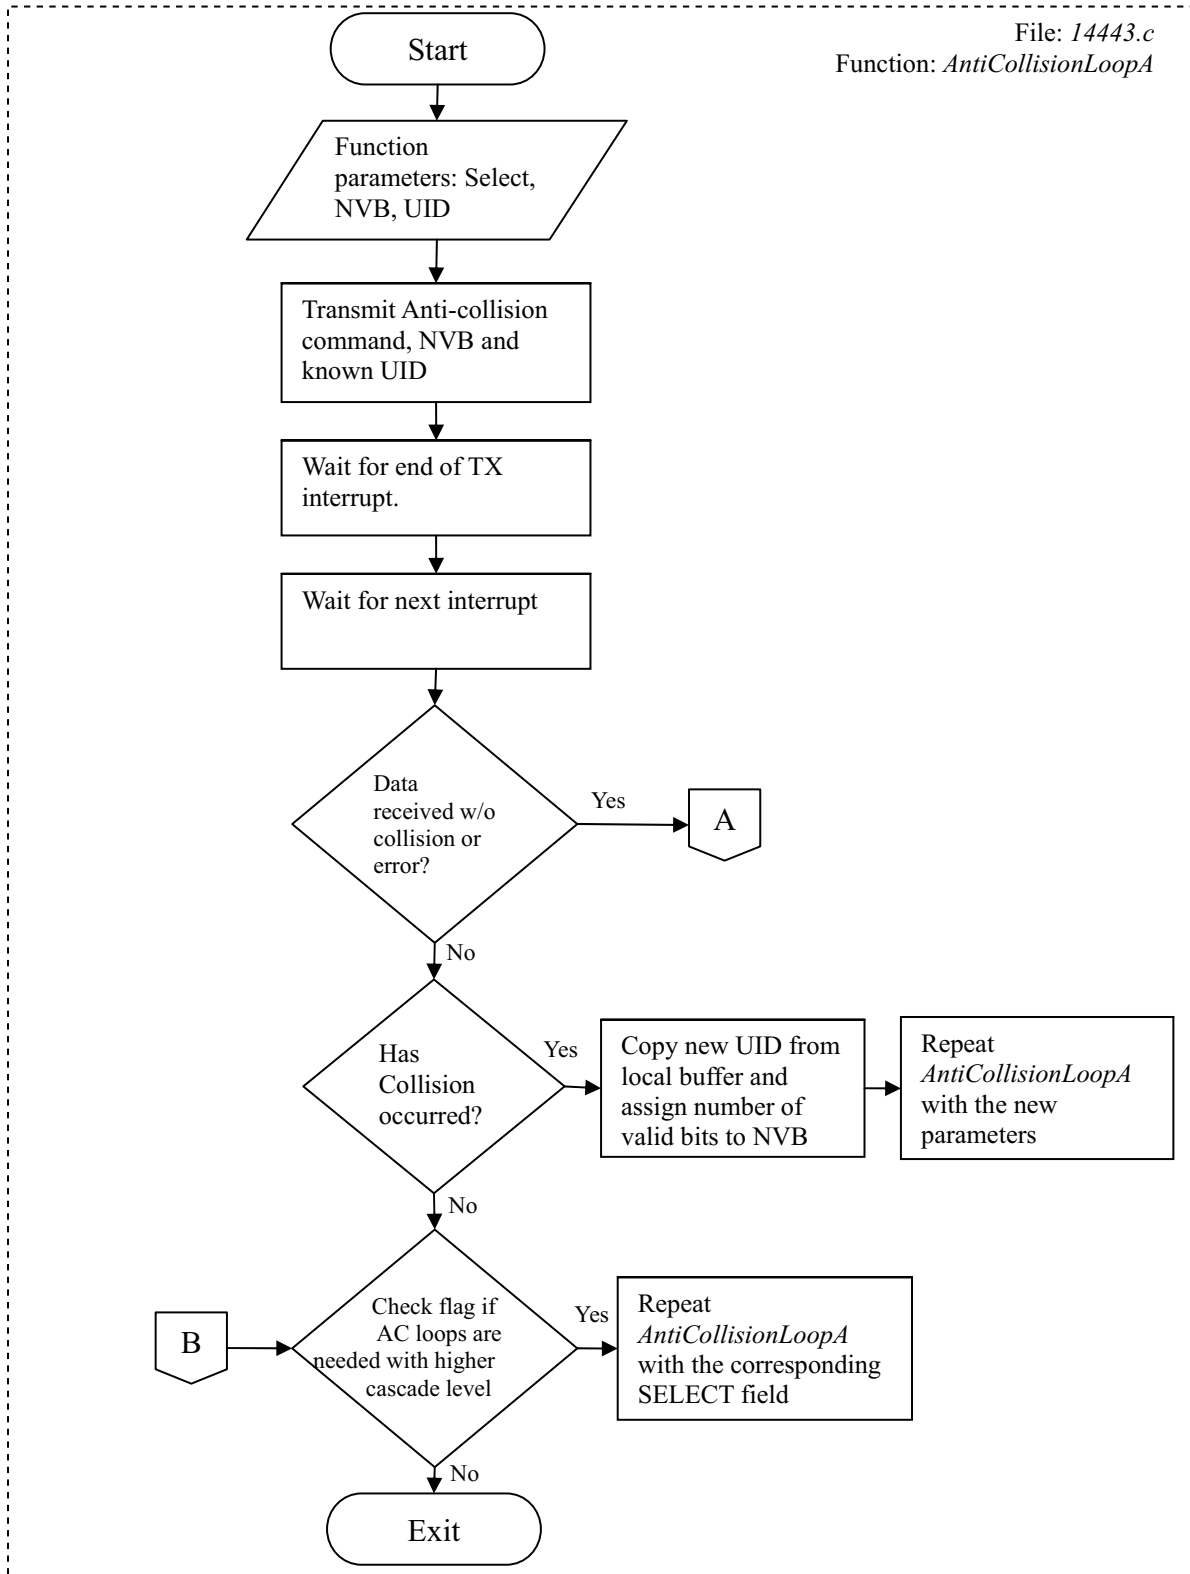 File: 14443.c
Function: AntiCollisionLoopA
Start
Function
parameters: Select,
NVB, UID
Transmit Anti-collision
command, NVB and
known UID
Wait for end of TX
interrupt.
Wait for next interrupt
Data
received w/o
collision or
error?
Yes
A
No
Has
Collision
occurred?
Yes
Copy new UID from
local buffer and
assign number of
valid bits to NVB
Repeat
AntiCollisionLoopA
with the new
parameters
No
B
Check flag if
AC loops are
needed with higher
cascade level
Yes
Repeat
AntiCollisionLoopA
with the corresponding
SELECT field
No
Exit